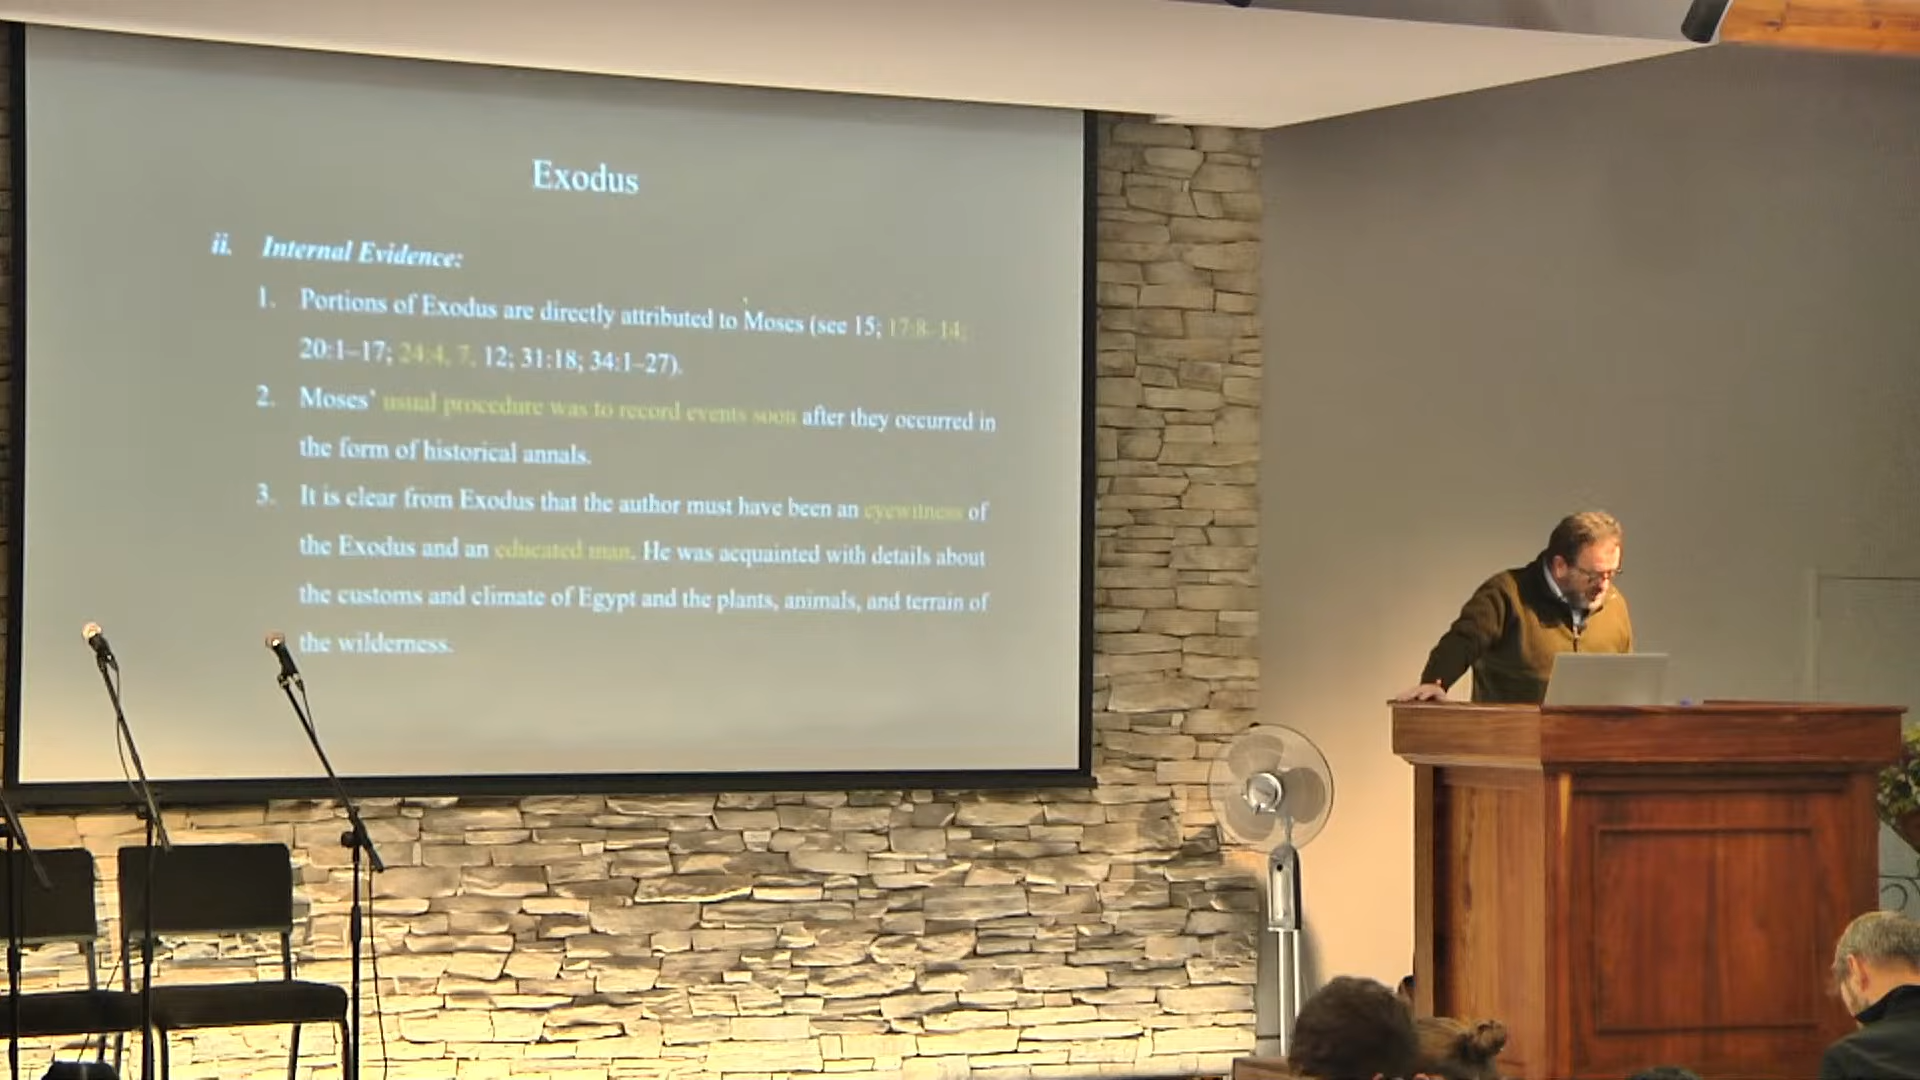 Exodus
ii. Internal Evidence:
1. Portions of Exodus are directly attributed to Moses (see 15; 17:8–14;
20:1–17; 24:4, 7, 12; 31:18; 34:1–27).
2. Moses’ usual procedure was to record events soon after they occurred in
the form of historical annals.
3. It is clear from Exodus that the author must have been an eyewitness of
the Exodus and an educated man. He was acquainted with details about
the customs and climate of Egypt and the plants, animals, and terrain of
the wilderness.